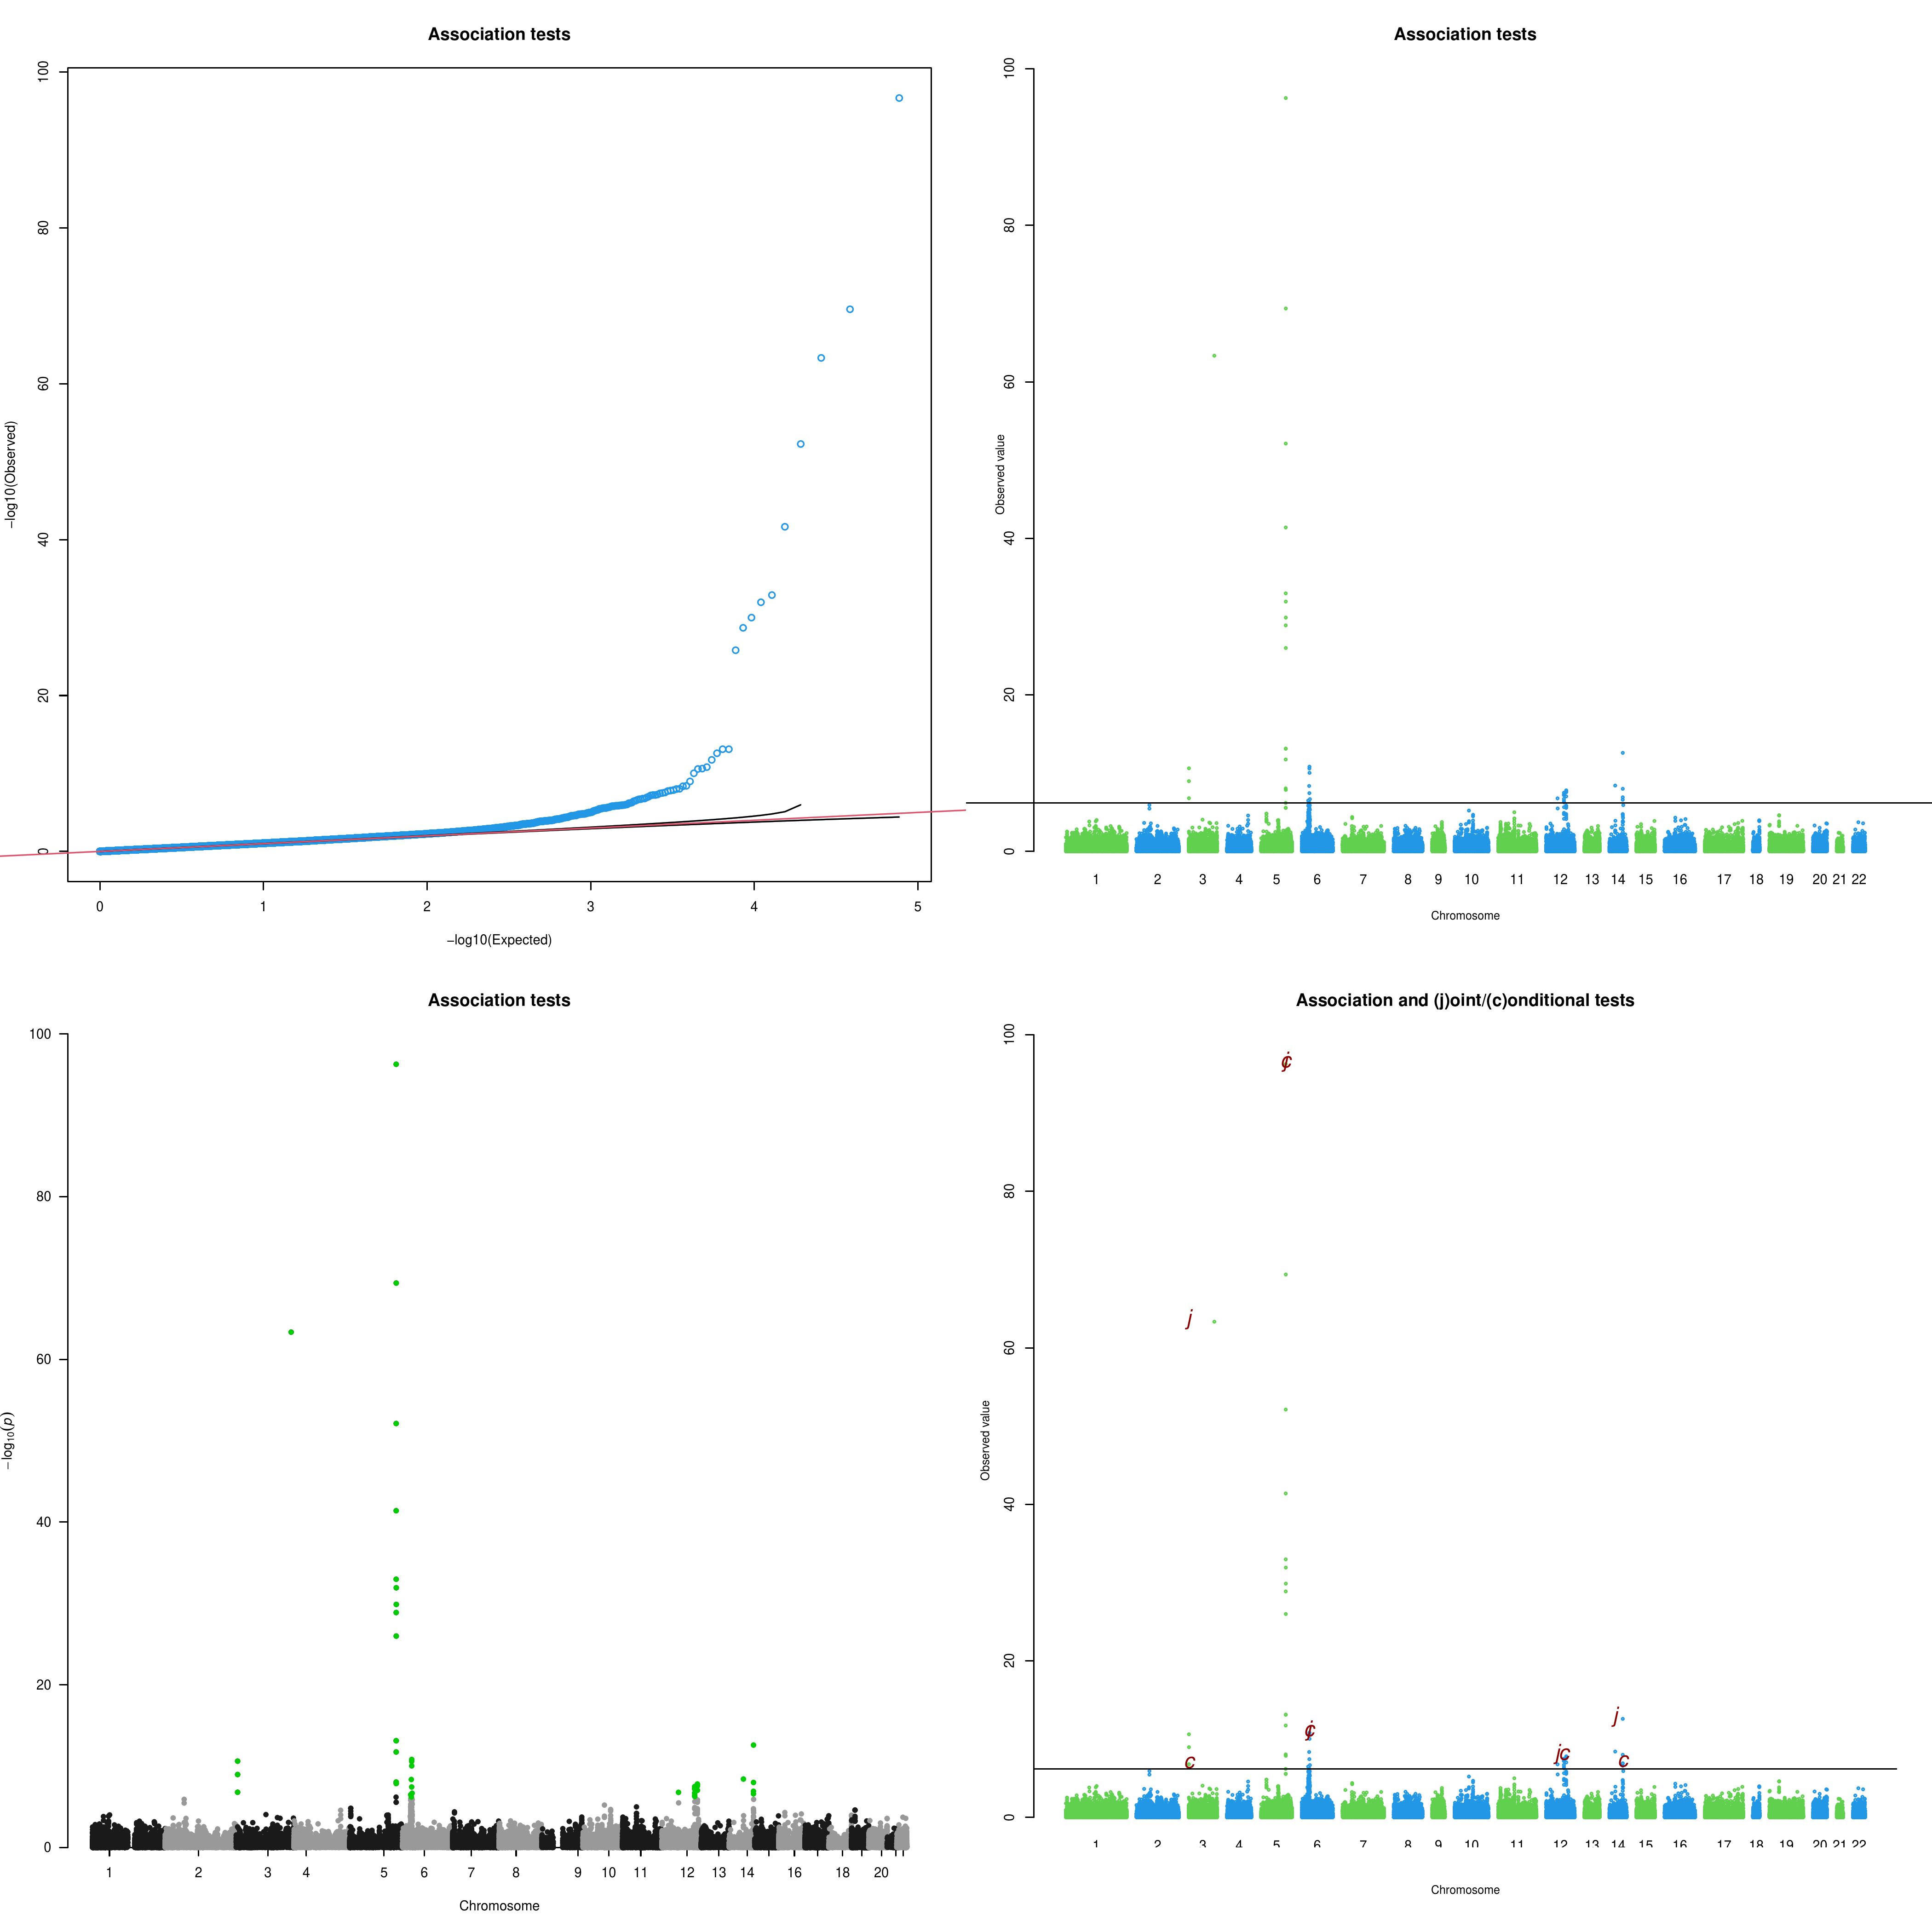 Association tests
−log10(Observed)
100
80
60
40
20
0
0 1 2 3 4 5
−log10(Expected)
Association tests
Observed value
100
80
60
40
20
0
1 2 3 4 5 6 7 8 9 10 11 12 13 14 15 16 17 18 19 20 21 22
Chromosome
Association tests
−log10(p)
100
80
60
40
20
0
1 2 3 4 5 6 7 8 9 10 11 12 13 14 16 18 20
Chromosome
Association and (j)oint/(c)onditional tests
Observed value
100
80
60
40
20
0
j c
j
j c
j
c
j c
c
1 2 3 4 5 6 7 8 9 10 11 12 13 14 15 16 17 18 19 20 21 22
Chromosome